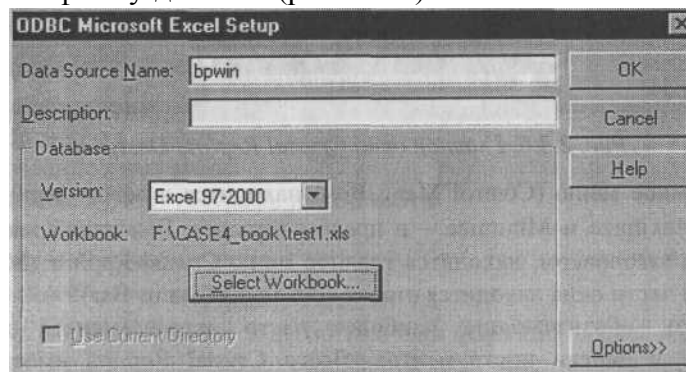 ODBC Microsoft Excel Setup
Data Source Name: bpwin
OK
Description:
Cancel
Database
Help
Version: Excel 97-2000
Workbook: F:\CASE4_book\test1.xls
Select Workbook...
Use Current Directory
Options>>